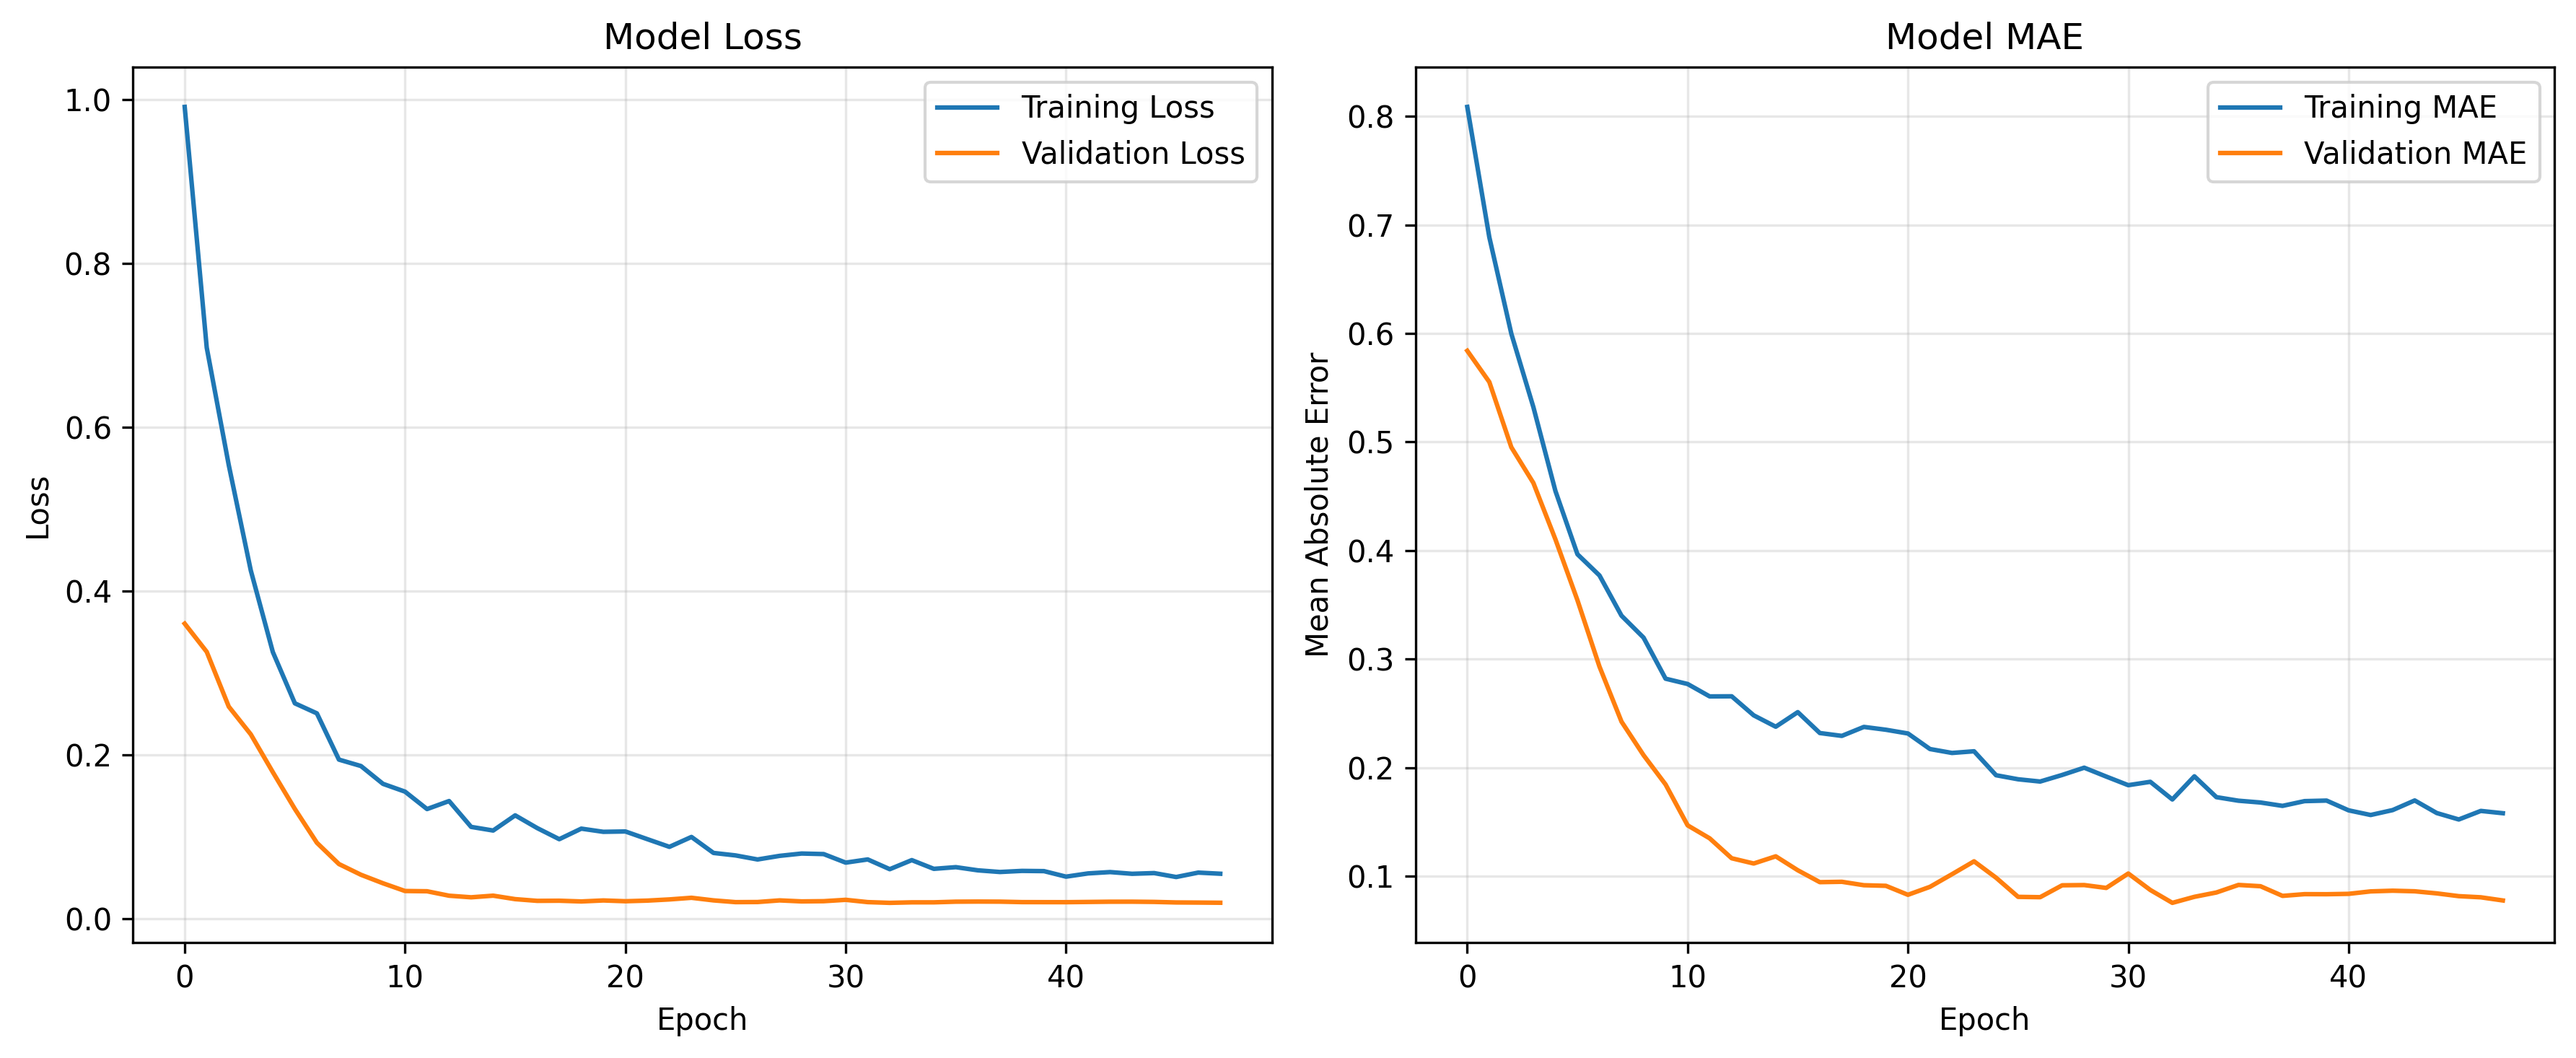 Model Loss
1.0
0.8
0.6
0.4
0.2
0.0
Loss
Training Loss
Validation Loss
0 10 20 30 40
Epoch
Model MAE
0.8
0.7
0.6
0.5
0.4
0.3
0.2
0.1
Mean Absolute Error
Training MAE
Validation MAE
0 10 20 30 40
Epoch